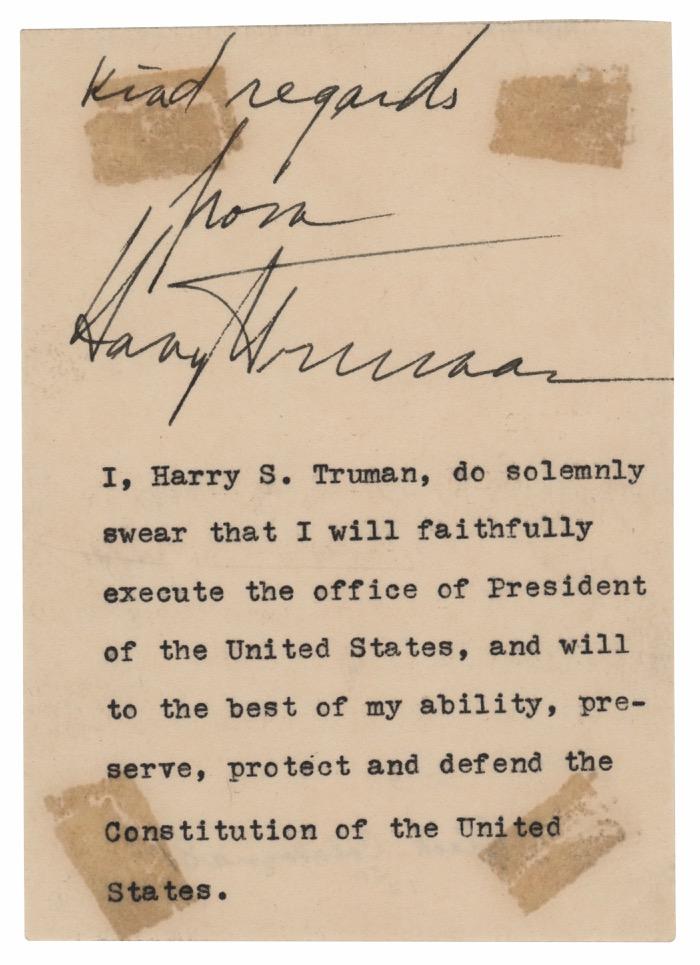 Kind regards
from
Harry Truman
I, Harry S. Truman, do solemnly
swear that I will faithfully
execute the office of President
of the United States, and will
to the best of my ability, pre-
serve, protect and defend the
Constitution of the United
States.